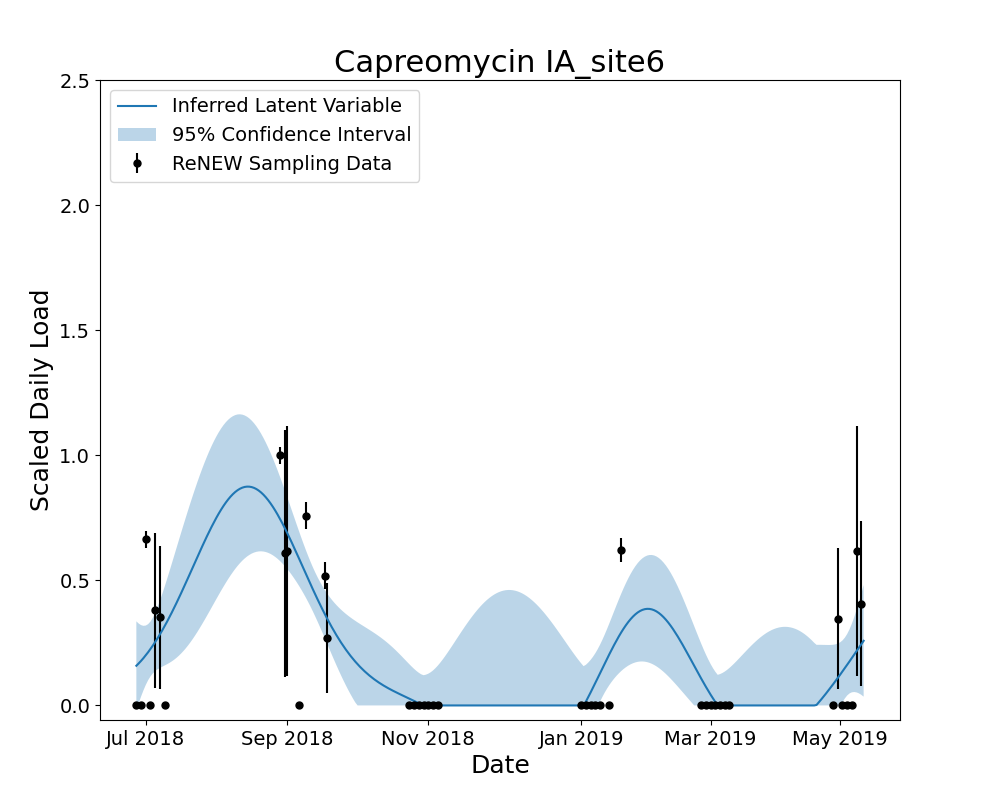 Capreomycin IA_site6
Inferred Latent Variable
95% Confidence Interval
ReNEW Sampling Data
Scaled Daily Load
2.5
2.0
1.5
1.0
0.5
0.0
Jul 2018 Sep 2018 Nov 2018 Jan 2019 Mar 2019 May 2019
Date